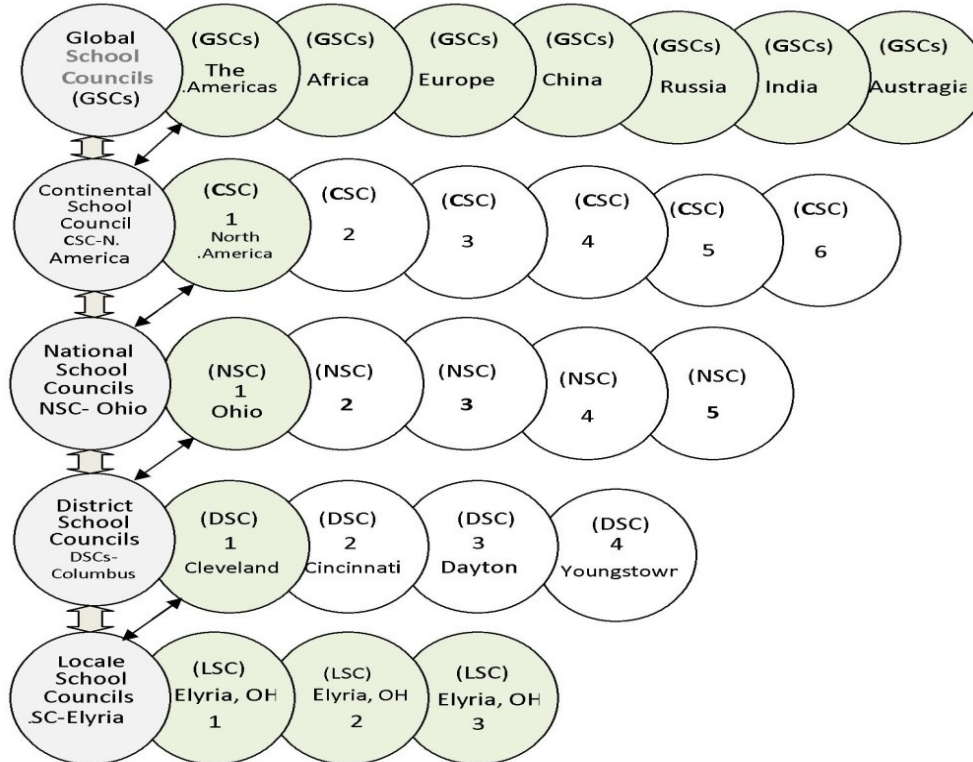 Global
School
Councils
(GSCs)
(GSCs)
The
.Americas
(GSCs)
Africa
(GSCs)
Europe
(GSCs)
China
(GSCs)
Russia
(GSCs)
India
(GSCs)
Austragia
Continental
School
Council
CSC-N.
America
(CSC)
1
North
.America
(CSC)
2
(CSC)
3
(CSC)
4
(CSC)
5
(CSC)
6
National
School
Councils
NSC- Ohio
(NSC)
1
Ohio
(NSC)
2
(NSC)
3
(NSC)
4
(NSC)
5
District
School
Councils
DSCs-
Columbus
(DSC)
1
Cleveland
(DSC)
2
Cincinnati
(DSC)
3
Dayton
(DSC)
4
Youngstowr
Locale
School
Councils
.SC-Elyria
(LSC)
Elyria, OH
1
(LSC)
Elyria, OH
2
(LSC)
Elyria, OH
3